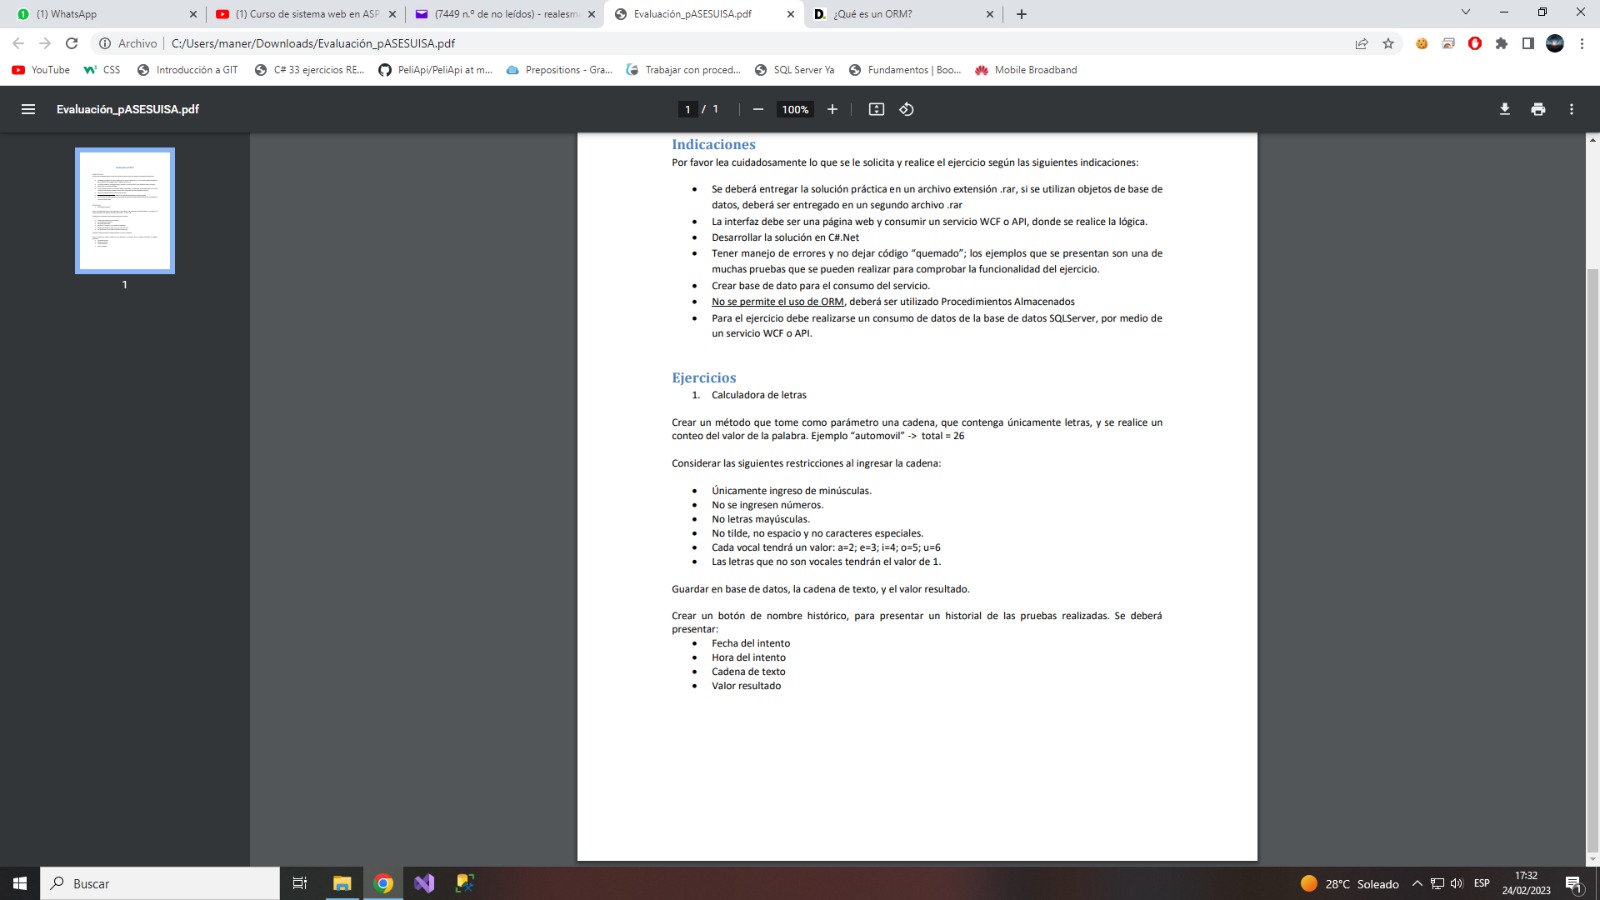 (1) WhatsApp
(1) Curso de sistema web en ASP
(7449 n.º de no leídos) - realesma
Evaluación_pASESUISA.pdf
D.
¿Qué es un ORM?
Archivo
C:/Users/maner/Downloads/Evaluación_pASESUISA.pdf
YouTube
CSS
Introducción a GIT
C# 33 ejercicios RE...
PeliApi/PeliApi at m...
Prepositions - Gra...
Trabajar con proced...
SQL Server Ya
Fundamentos | Boo...
Mobile Broadband
Evaluación_pASESUISA.pdf
1 / 1
100%
1
Indicaciones
Por favor lea cuidadosamente lo que se le solicita y realice el ejercicio según las siguientes indicaciones:
• Se deberá entregar la solución práctica en un archivo extensión .rar, si se utilizan objetos de base de
datos, deberá ser entregado en un segundo archivo .rar
• La interfaz debe ser una página web y consumir un servicio WCF o API, donde se realice la lógica.
• Desarrollar la solución en C#.Net
• Tener manejo de errores y no dejar código “quemado”; los ejemplos que se presentan son una de
muchas pruebas que se pueden realizar para comprobar la funcionalidad del ejercicio.
• Crear base de dato para el consumo del servicio.
• No se permite el uso de ORM, deberá ser utilizado Procedimientos Almacenados
• Para el ejercicio debe realizarse un consumo de datos de la base de datos SQLServer, por medio de
un servicio WCF o API.
Ejercicios
1. Calculadora de letras
Crear un método que tome como parámetro una cadena, que contenga únicamente letras, y se realice un
conteo del valor de la palabra. Ejemplo “automovil” -> total = 26
Considerar las siguientes restricciones al ingresar la cadena:
• Únicamente ingreso de minúsculas.
• No se ingresen números.
• No letras mayúsculas.
• No tilde, no espacio y no caracteres especiales.
• Cada vocal tendrá un valor: a=2; e=3; i=4; o=5; u=6
• Las letras que no son vocales tendrán el valor de 1.
Guardar en base de datos, la cadena de texto, y el valor resultado.
Crear un botón de nombre histórico, para presentar un historial de las pruebas realizadas. Se deberá
presentar:
• Fecha del intento
• Hora del intento
• Cadena de texto
• Valor resultado
Buscar
28°C Soleado
ESP
17:32
24/02/2023
1